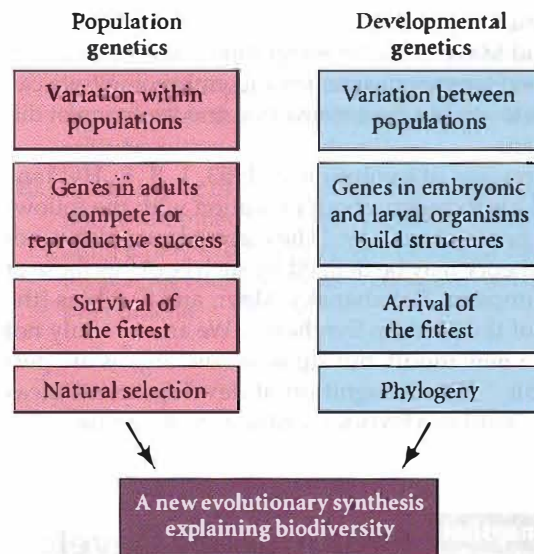 Population
genetics
Variation within
populations
Genes in adults
compete for
reproductive success
Survival of
the fittest
Natural selection
Developmental
genetics
Variation between
populations
Genes in embryonic
and larval organisms
build structures
Arrival of
the fittest
Phylogeny
A new evolutionary synthesis
explaining biodiversity